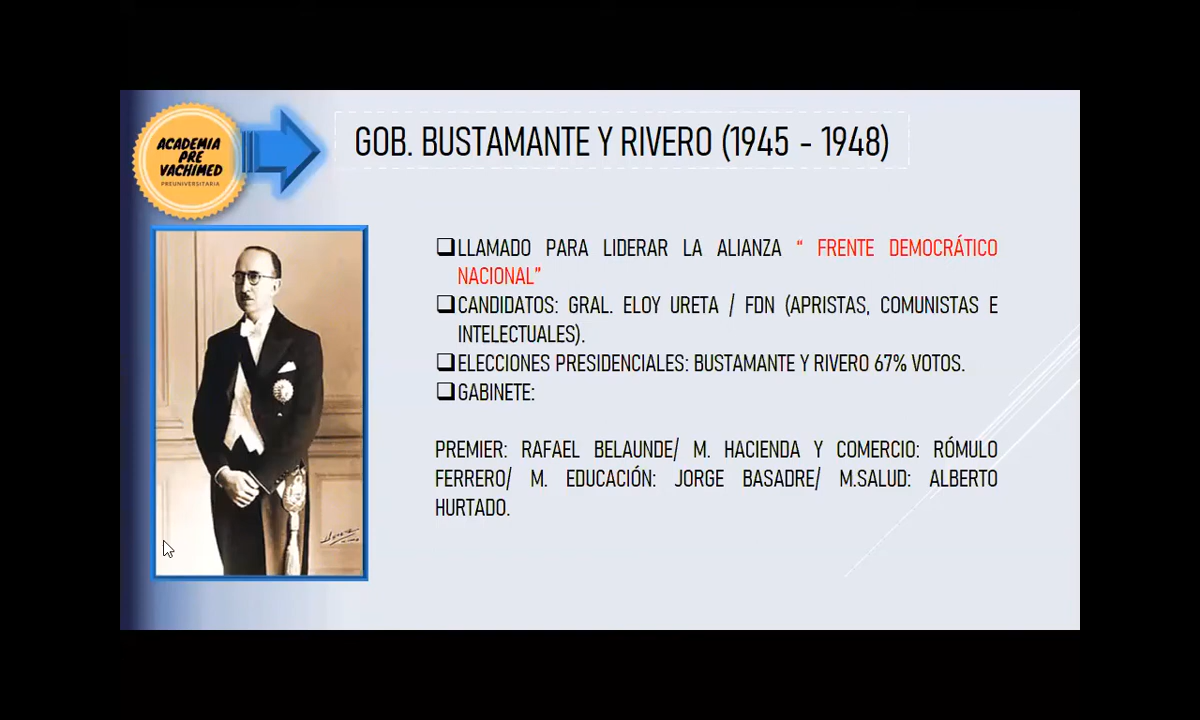 ACADEMIA
PRE
VACHIMED
PREUNIVERSITARIA
GOB. BUSTAMANTE Y RIVERO (1945 - 1948)
LLAMADO PARA LIDERAR LA ALIANZA “ FRENTE DEMOCRÁTICO
NACIONAL”
CANDIDATOS: GRAL. ELOY URETA / FDN (APRISTAS, COMUNISTAS E
INTELECTUALES).
ELECCIONES PRESIDENCIALES: BUSTAMANTE Y RIVERO 67% VOTOS.
GABINETE:
PREMIER: RAFAEL BELAUNDE/ M. HACIENDA Y COMERCIO: RÓMULO
FERRERO/ M. EDUCACIÓN: JORGE BASADRE/ M.SALUD: ALBERTO
HURTADO.